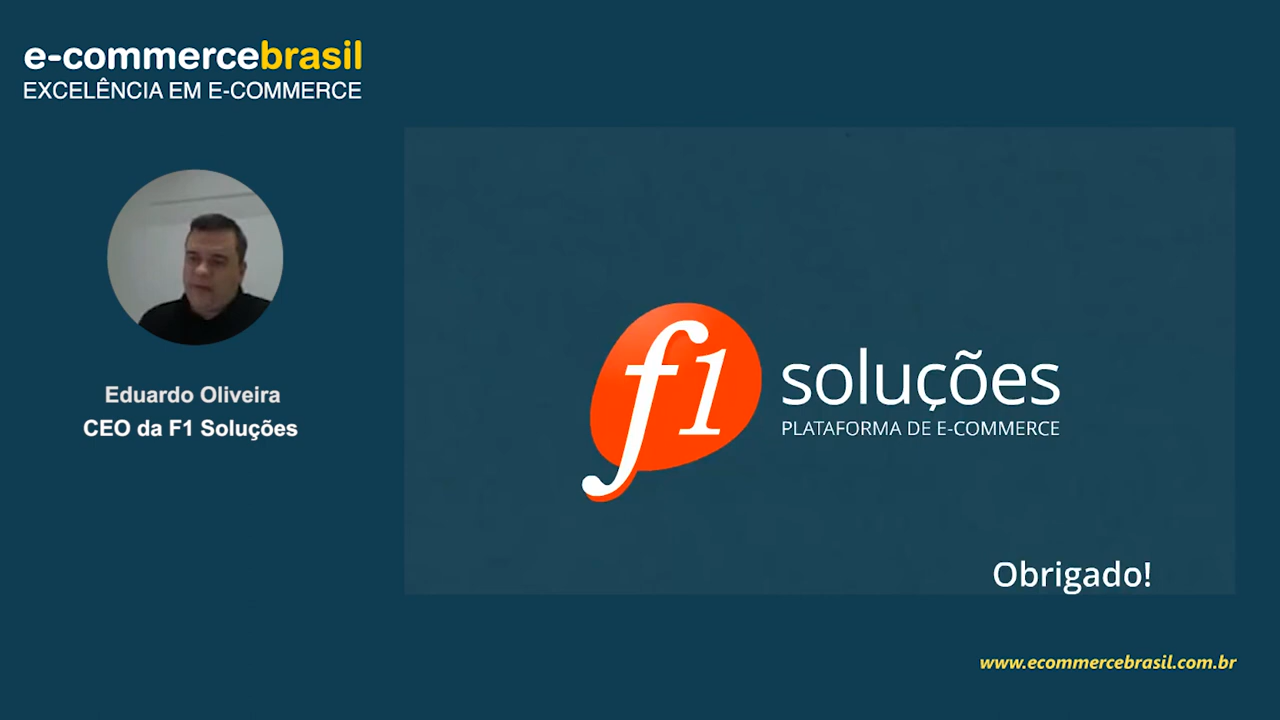 e-commercebrasil
EXCELÊNCIA EM E-COMMERCE
Eduardo Oliveira
CEO da F1 Soluções
f1
soluções
PLATAFORMA DE E-COMMERCE
Obrigado!
www.ecommercebrasil.com.br